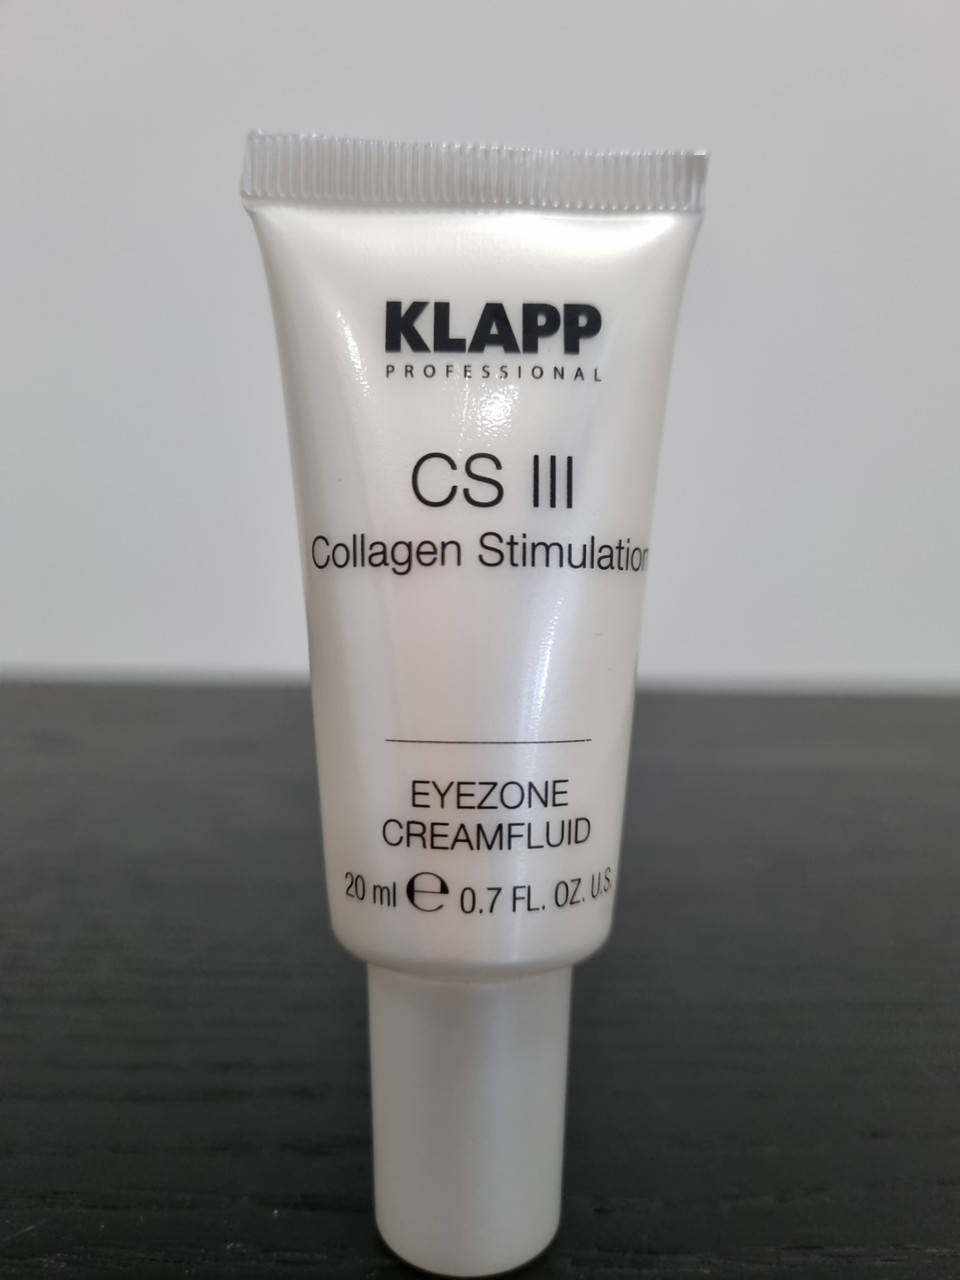 KLAPP
PROFESSIONAL
CS III
Collagen Stimulation
EYEZONE
CREAMFLUID
20 ml ℮ 0.7 FL. OZ. U.S.